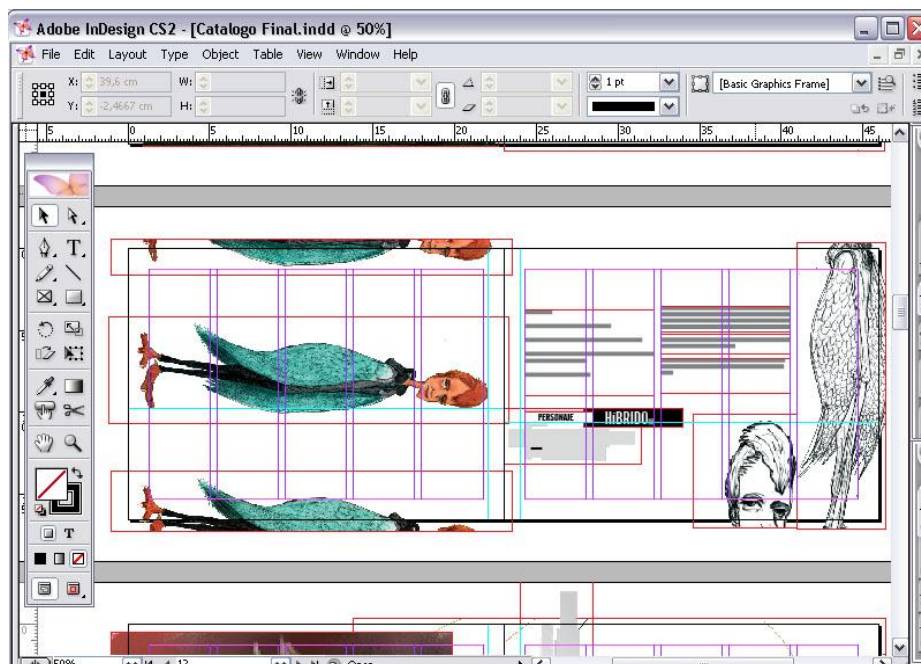 Adobe InDesign CS2 - [Catalogo Final.indd @ 50%]
File Edit Layout Type Object Table View Window Help
X: 39,6 cm W: 1 pt [Basic Graphics Frame]
Y: -2,4667 cm H:
5 0 5 10 15 20 25 30 35 40 45
T
PERSONAJE HiBRIDO
T
0
50% 12 Open